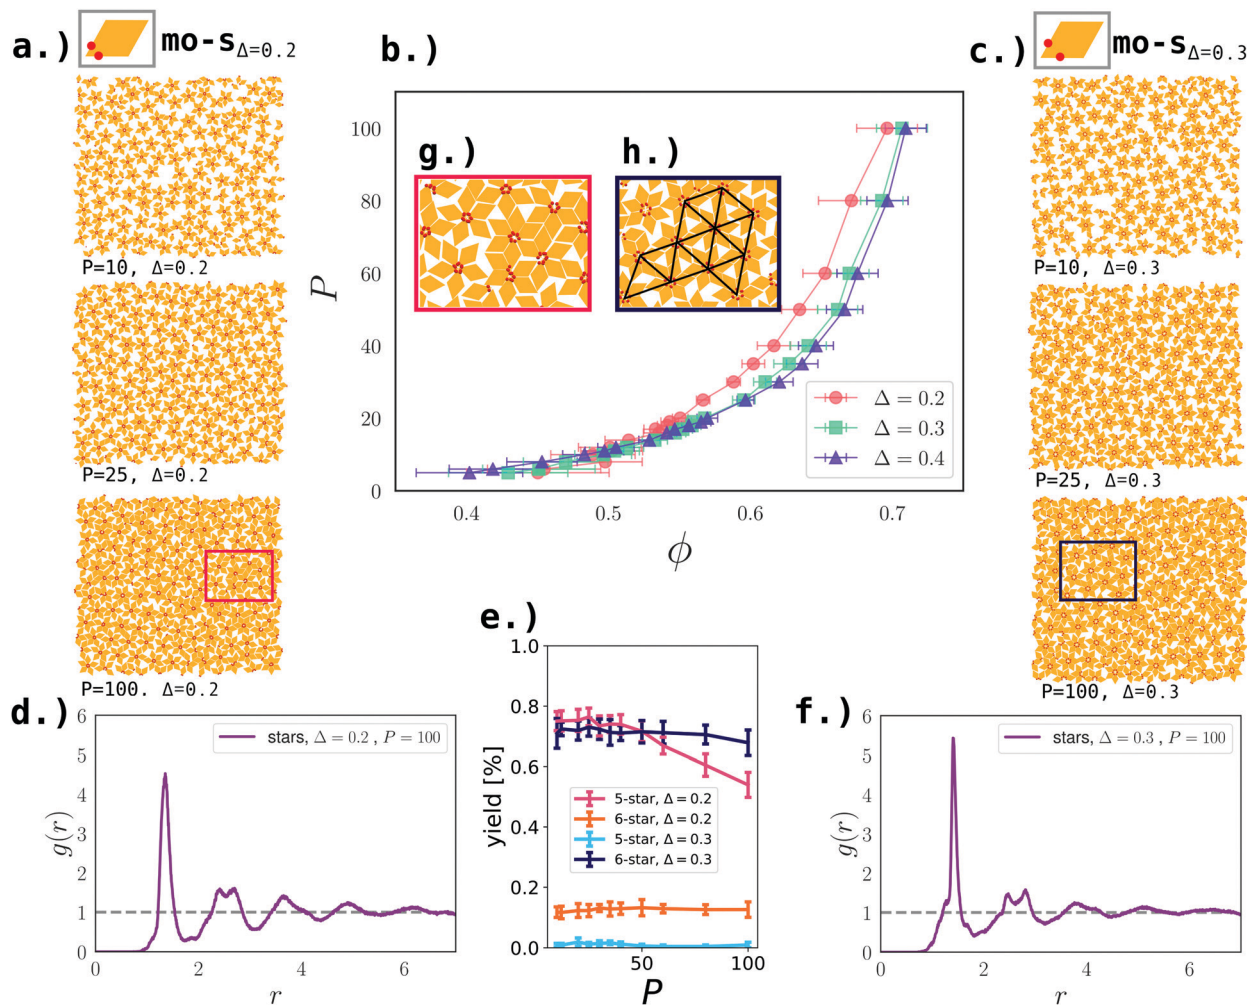 a.)
mo-s Δ=0.2
P=10, Δ=0.2
P=25, Δ=0.2
P=100. Δ=0.2
b.)
P
100
80
60
40
20
0
0.4
0.5
0.6
0.7
ϕ
g.)
h.)
Δ = 0.2
Δ = 0.3
Δ = 0.4
c.)
mo-s Δ=0.3
P=10, Δ=0.3
P=25, Δ=0.3
P=100, Δ=0.3
d.)
stars, Δ = 0.2 , P = 100
g(r)
6
5
4
3
2
1
0
0
2
4
6
r
e.)
yield [%]
1.0
0.8
0.6
0.4
0.2
0.0
5-star, Δ = 0.2
6-star, Δ = 0.2
5-star, Δ = 0.3
6-star, Δ = 0.3
50
100
P
f.)
stars, Δ = 0.3 , P = 100
g(r)
6
5
4
3
2
1
0
0
2
4
6
r